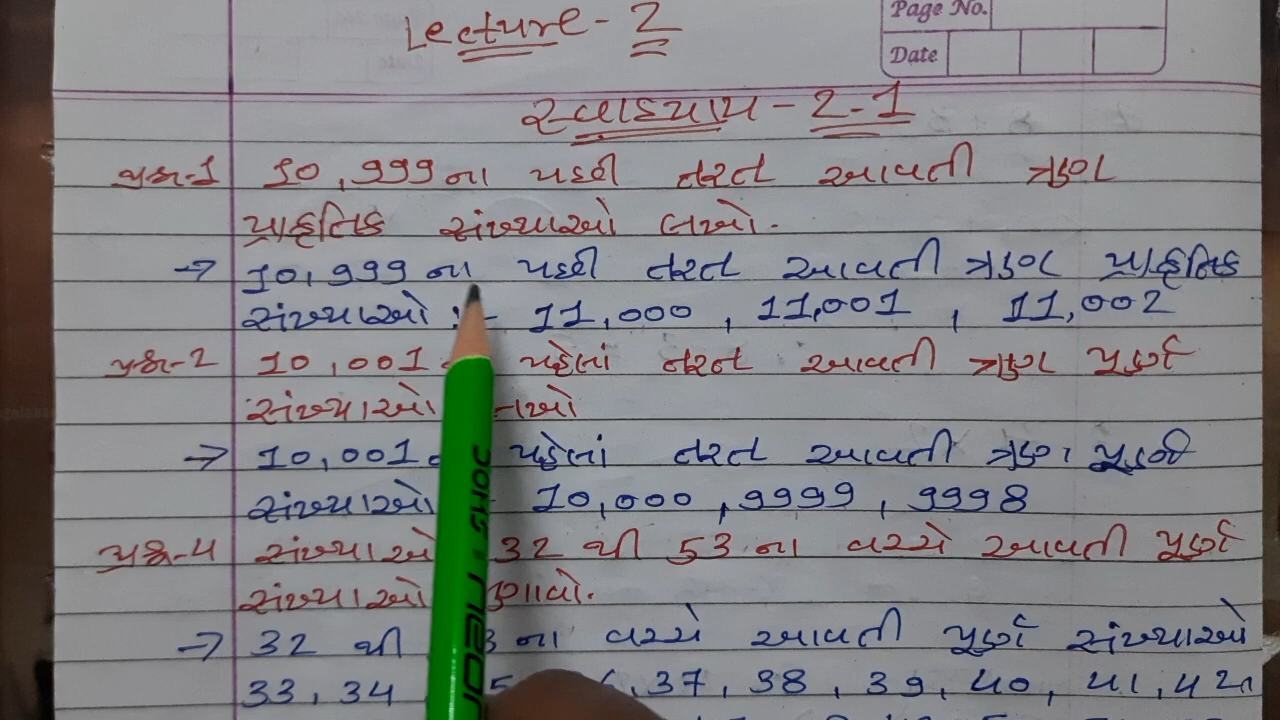 Lecture - 2
Page No.
Date
સ્વાધ્યાય - 2.1
પ્રશ્ન-1 10,999 ના પછી તરત આવતી ત્રણ
પ્રાકૃતિક સંખ્યાઓ લખો.
→ 10,999 ના પછી તરત આવતી ત્રણ પ્રાકૃતિક
સંખ્યાઓ :- 11,000 , 11,001 , 11,002
પ્રશ્ન-2 10,001 પહેલાં તરત આવતી ત્રણ પૂર્ણ
સંખ્યાઓ
→ 10,001 પહેલાં તરત આવતી ત્રણ પૂર્ણ
સંખ્યાઓ - 10,000 , 9999 , 9998
પ્રશ્ન-4 સંખ્યાઓ 32 થી 53 ના વચ્ચે આવતી પૂર્ણ
સંખ્યાઓ
→ 32 થી 3 ના વચ્ચે આવતી પૂર્ણ સંખ્યાઓ
33, 34 , 37 , 38 , 39, 40, 41, 42